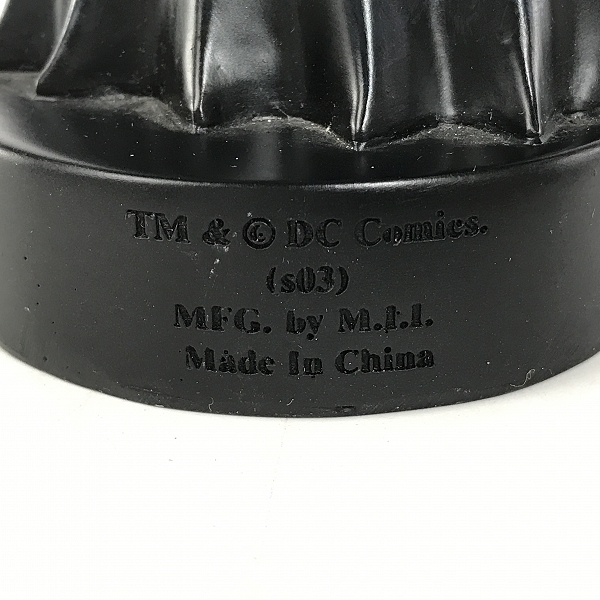 TM & © DC Comics.
(s03)
MFG. by M.I.I.
Made In China